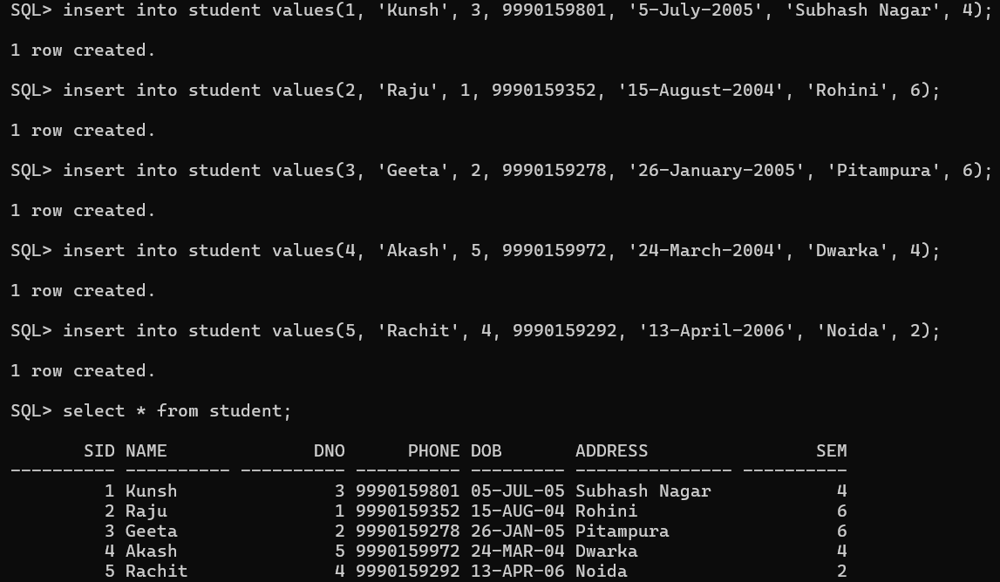 SQL> insert into student values(1, 'Kunsh', 3, 9990159801, '5-July-2005', 'Subhash Nagar', 4);
1 row created.
SQL> insert into student values(2, 'Raju', 1, 9990159352, '15-August-2004', 'Rohini', 6);
1 row created.
SQL> insert into student values(3, 'Geeta', 2, 9990159278, '26-January-2005', 'Pitampura', 6);
1 row created.
SQL> insert into student values(4, 'Akash', 5, 9990159972, '24-March-2004', 'Dwarka', 4);
1 row created.
SQL> insert into student values(5, 'Rachit', 4, 9990159292, '13-April-2006', 'Noida', 2);
1 row created.
SQL> select * from student;
       SID NAME              DNO      PHONE DOB       ADDRESS                SEM
---------- ---------- ---------- ---------- --------- --------------- ----------
         1 Kunsh               3 9990159801 05-JUL-05 Subhash Nagar            4
         2 Raju                1 9990159352 15-AUG-04 Rohini                   6
         3 Geeta               2 9990159278 26-JAN-05 Pitampura                6
         4 Akash               5 9990159972 24-MAR-04 Dwarka                   4
         5 Rachit              4 9990159292 13-APR-06 Noida                    2